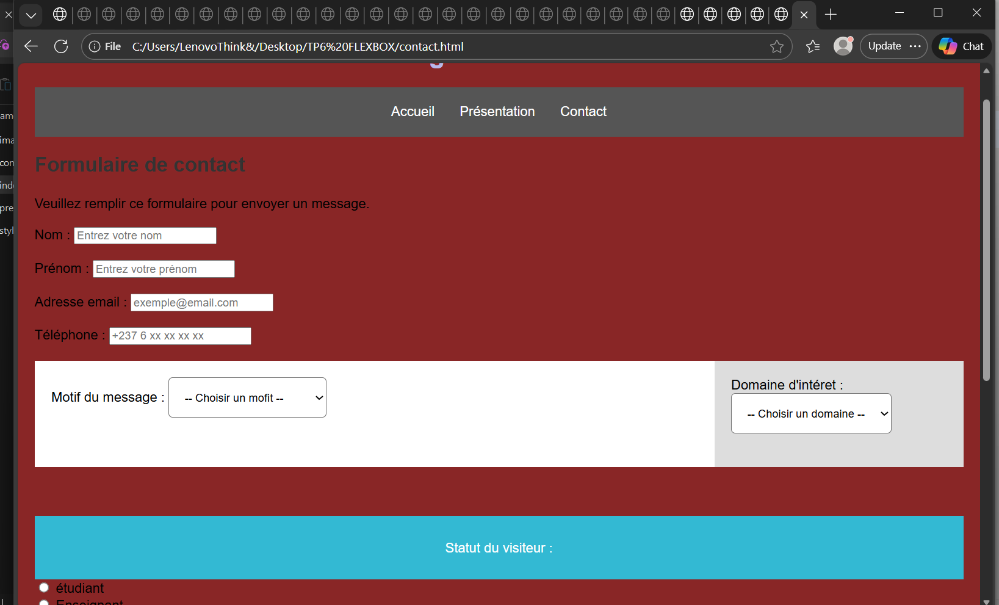 File C:/Users/LenovoThink&/Desktop/TP6%20FLEXBOX/contact.html Update Chat
am
ima
con
ind
pre
styl
Accueil Présentation Contact
Formulaire de contact
Veuillez remplir ce formulaire pour envoyer un message.
Nom : Entrez votre nom
Prénom : Entrez votre prénom
Adresse email : exemple@email.com
Téléphone : +237 6 xx xx xx xx
Motif du message : -- Choisir un mofit --
Domaine d'intéret :
-- Choisir un domaine --
Statut du visiteur :
étudiant
Enseignant